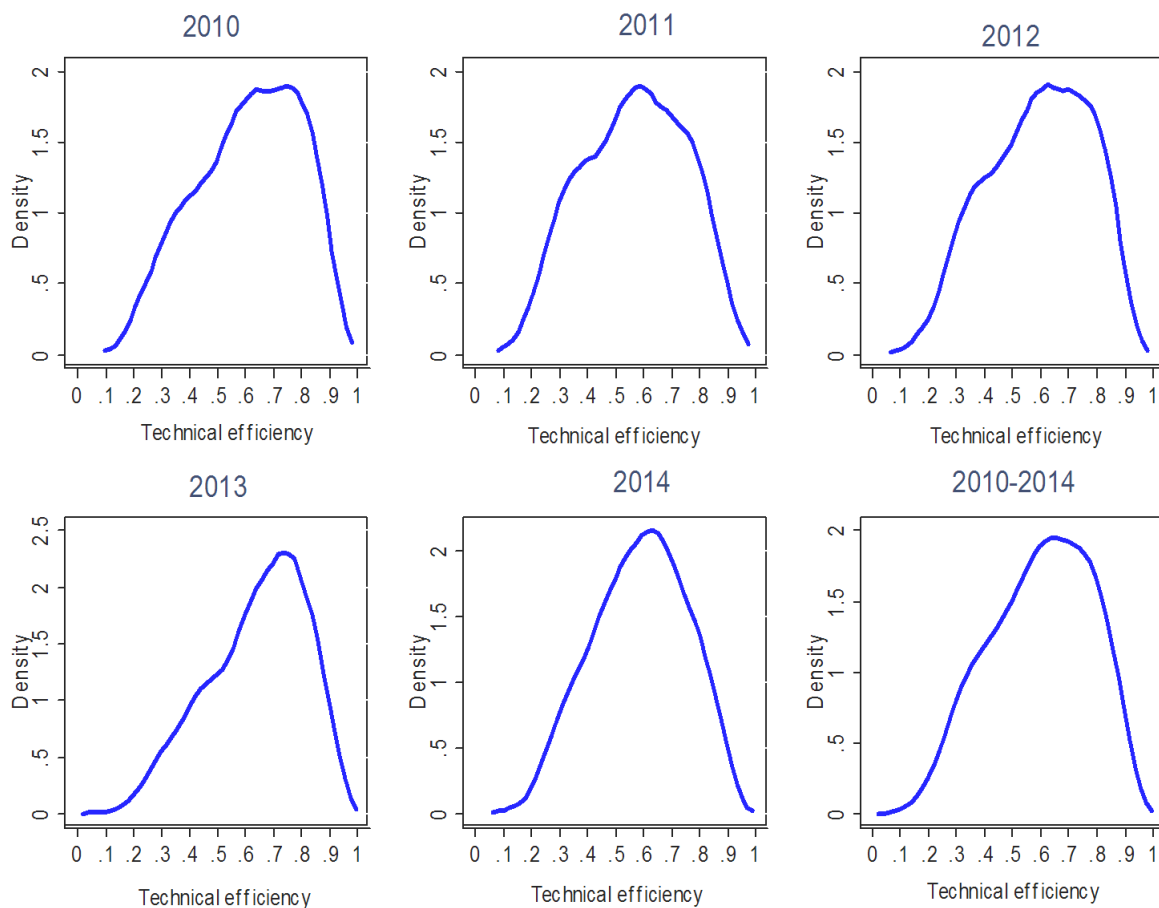 2010
2011
2012
Density
0 .5 1 1.5 2
0 .1 .2 .3 .4 .5 .6 .7 .8 .9 1
Technical efficiency
Density
0 .5 1 1.5 2
0 .1 .2 .3 .4 .5 .6 .7 .8 .9 1
Technical efficiency
Density
0 .5 1 1.5 2
0 .1 .2 .3 .4 .5 .6 .7 .8 .9 1
Technical efficiency
2013
2014
2010-2014
Density
0 .5 1 1.5 2 2.5
0 .1 .2 .3 .4 .5 .6 .7 .8 .9 1
Technical efficiency
Density
0 .5 1 1.5 2
0 .1 .2 .3 .4 .5 .6 .7 .8 .9 1
Technical efficiency
Density
0 .5 1 1.5 2
0 .1 .2 .3 .4 .5 .6 .7 .8 .9 1
Technical efficiency